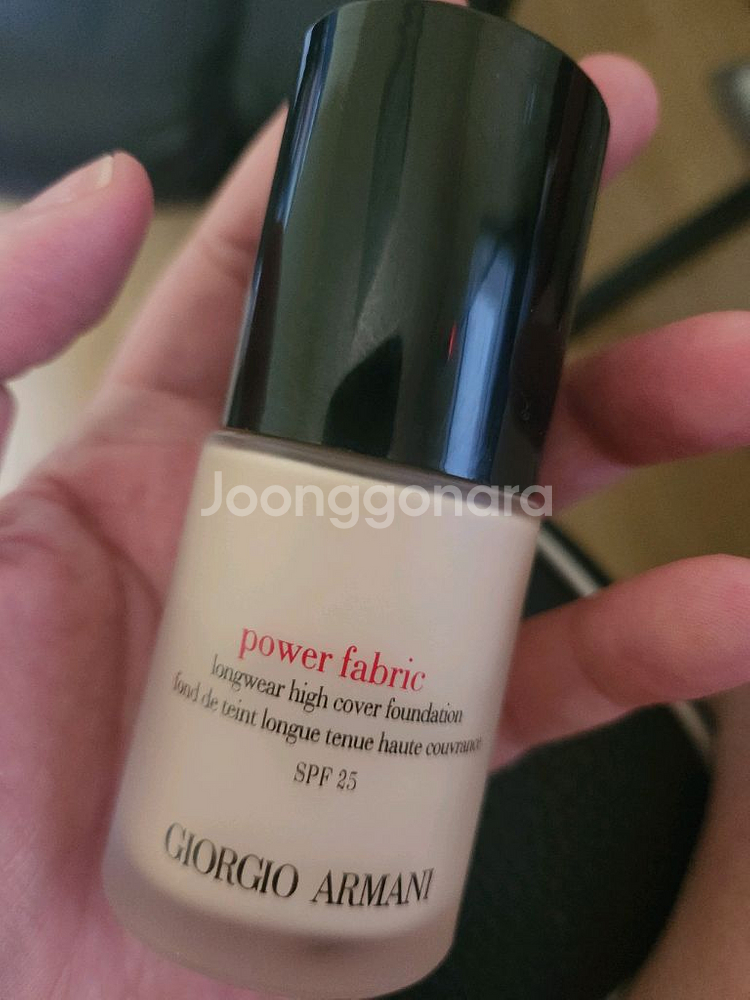 Joonggonara
power fabric
longwear high cover foundation
fond de teint longue tenue haute couvrance
SPF 25
GIORGIO ARMANI